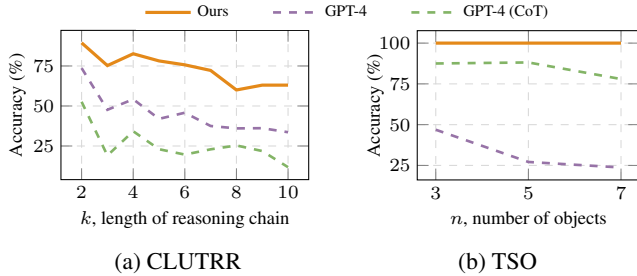 Ours GPT-4 GPT-4 (CoT)
Accuracy (%)
75
50
25
2 4 6 8 10
k, length of reasoning chain
(a) CLUTRR
Accuracy (%)
100
75
50
25
3 5 7
n, number of objects
(b) TSO